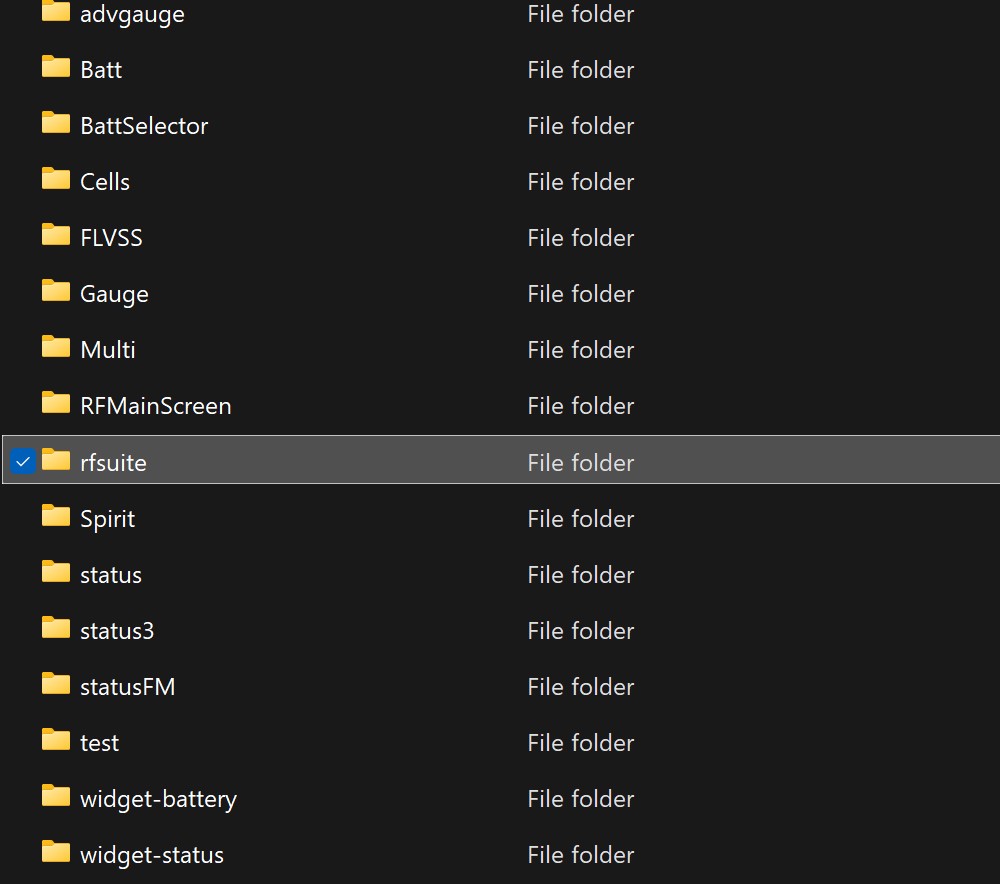 advgauge File folder
Batt File folder
BattSelector File folder
Cells File folder
FLVSS File folder
Gauge File folder
Multi File folder
RFMainScreen File folder
rfsuite File folder
Spirit File folder
status File folder
status3 File folder
statusFM File folder
test File folder
widget-battery File folder
widget-status File folder